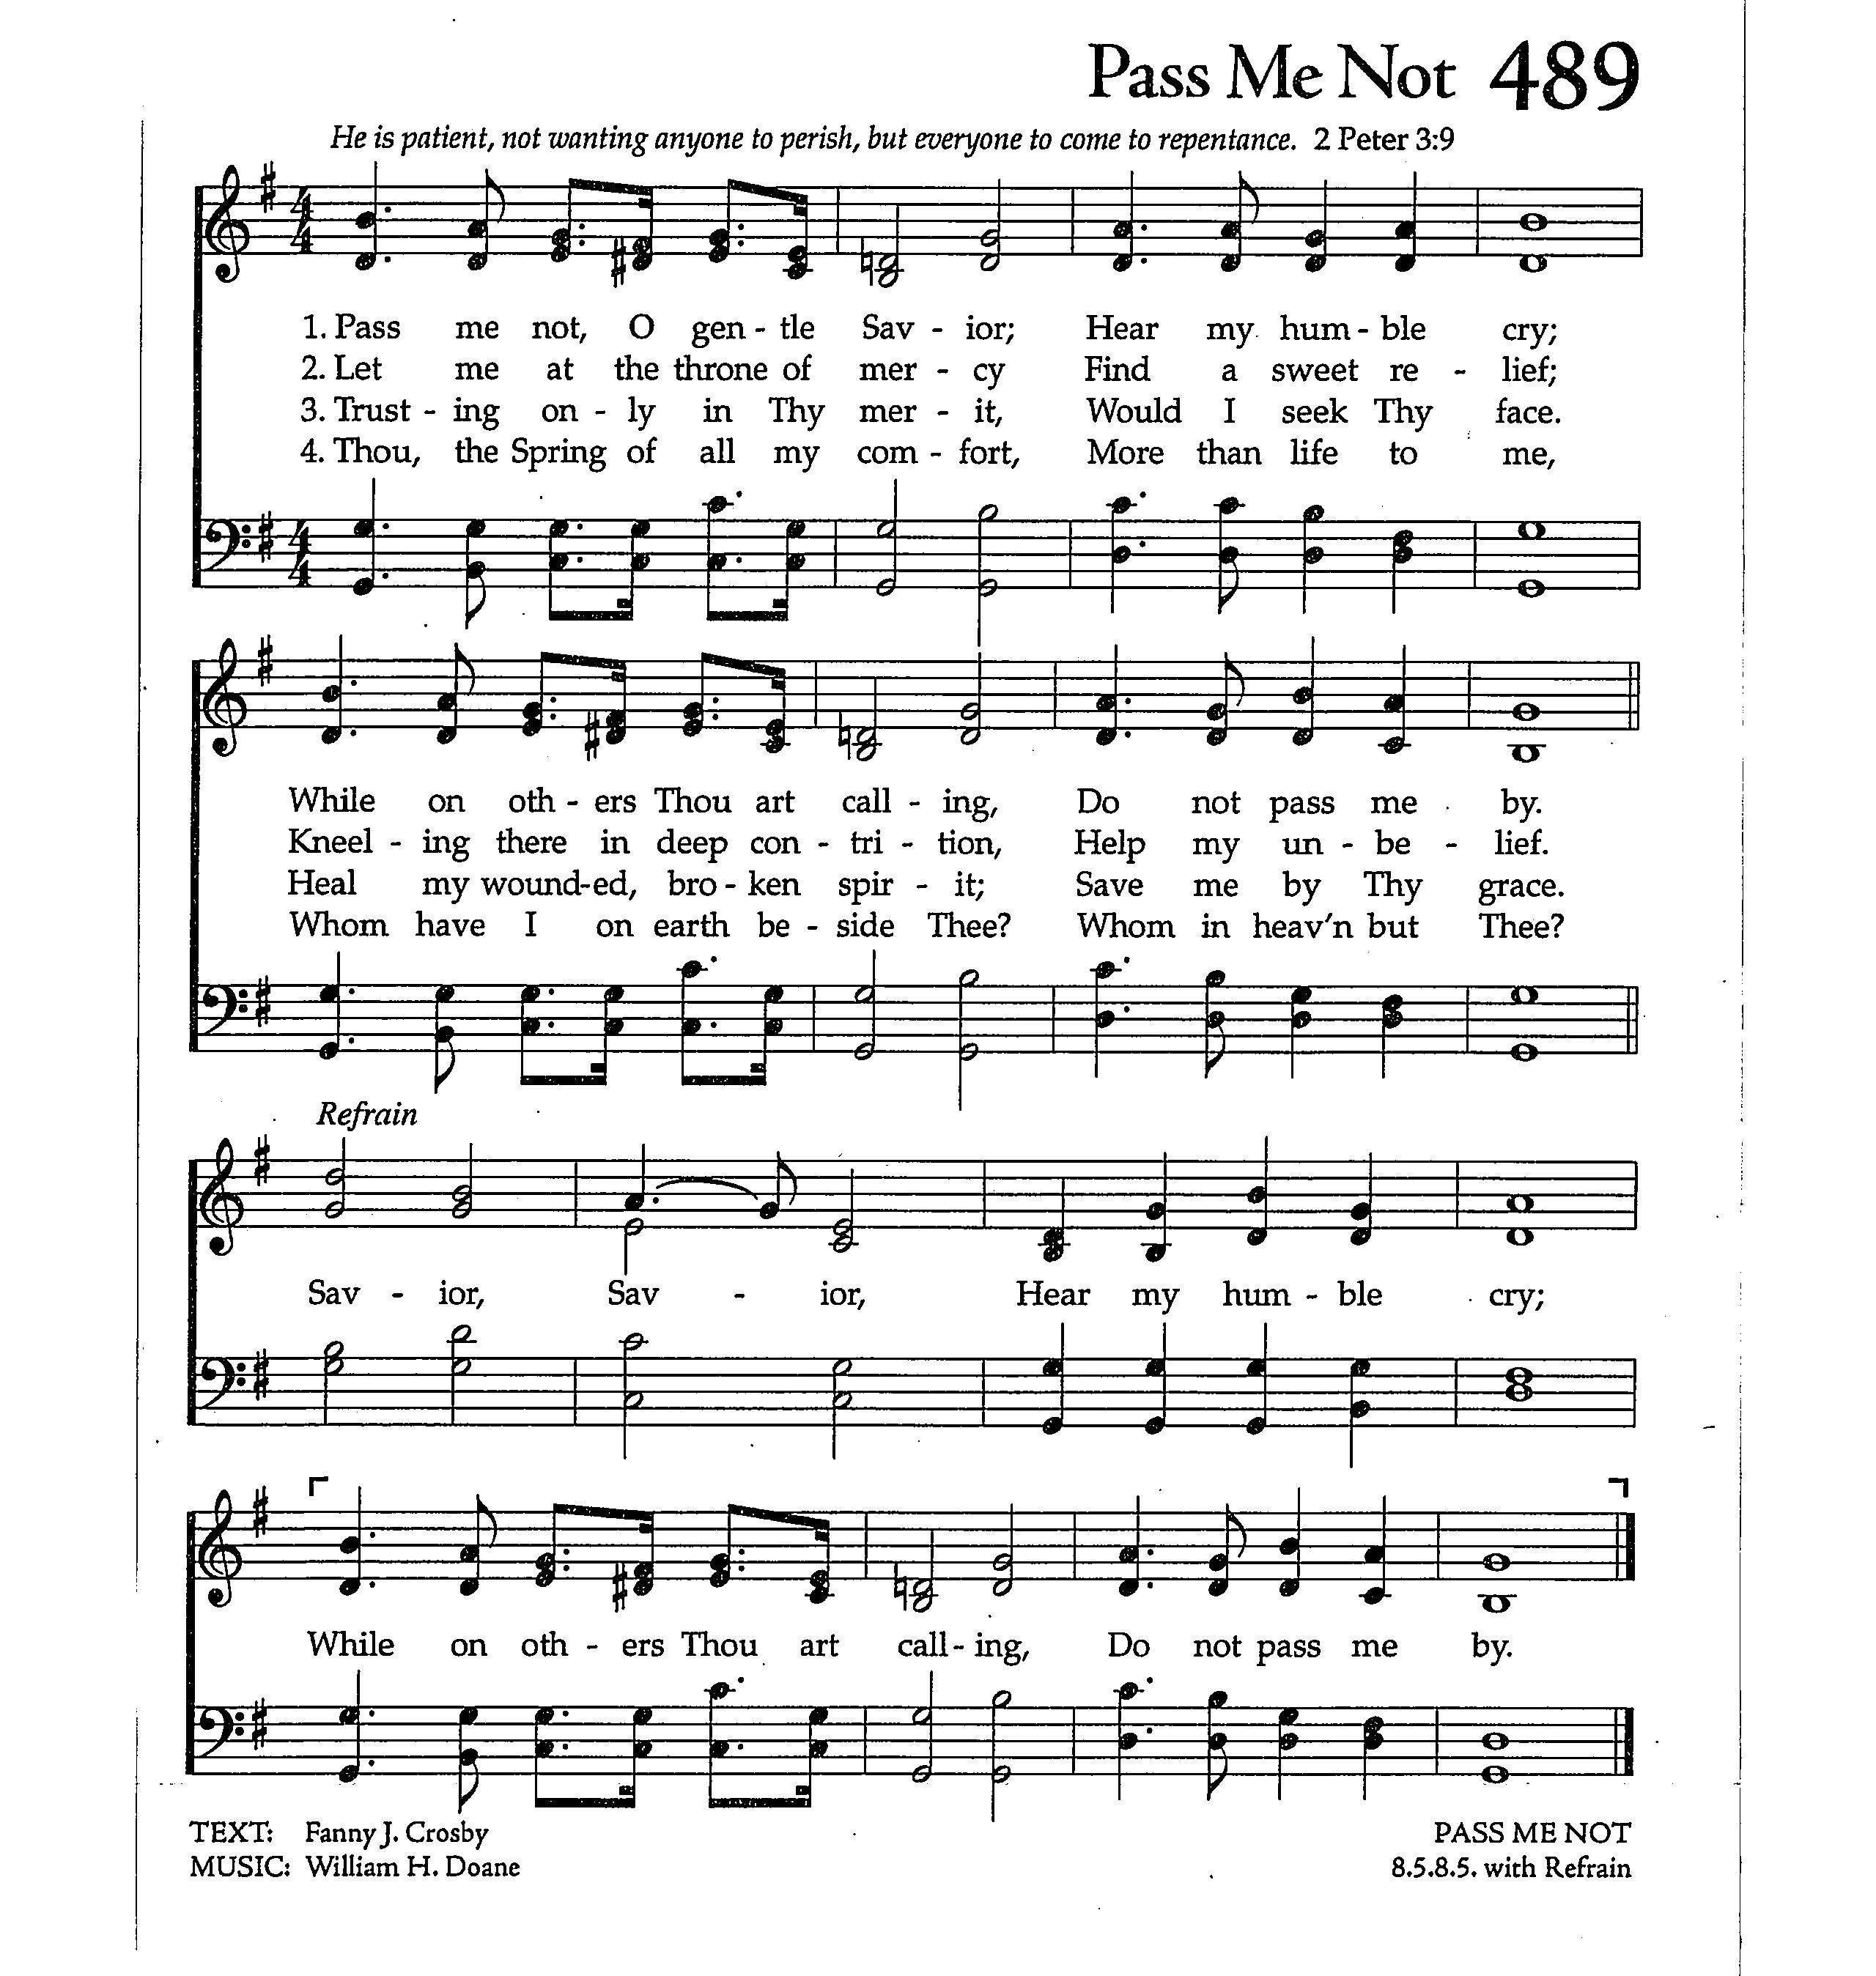 Pass Me Not 489
He is patient, not wanting anyone to perish, but everyone to come to repentance. 2 Peter 3:9
1. Pass me not, O gen - tle Sav - ior; Hear my hum - ble cry;
2. Let me at the throne of mer - cy Find a sweet re - lief;
3. Trust - ing on - ly in Thy mer - it, Would I seek Thy face.
4. Thou, the Spring of all my com - fort, More than life to me,
While on oth - ers Thou art call - ing, Do not pass me by.
Kneel - ing there in deep con - tri - tion, Help my un - be - lief.
Heal my wound-ed, bro - ken spir - it; Save me by Thy grace.
Whom have I on earth be - side Thee? Whom in heav'n but Thee?
Refrain
Sav - ior, Sav - ior, Hear my hum - ble cry;
While on oth - ers Thou art call - ing, Do not pass me by.
TEXT: Fanny J. Crosby PASS ME NOT
MUSIC: William H. Doane 8.5.8.5. with Refrain